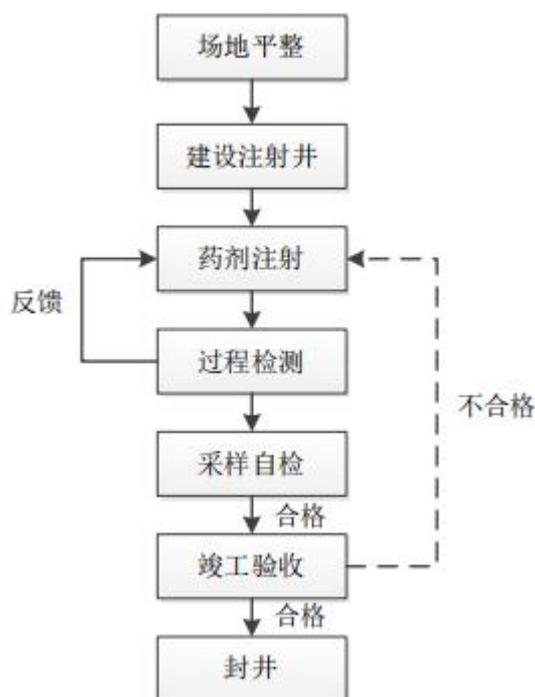 场地平整
建设注射井
药剂注射
反馈
过程检测
不合格
采样自检
合格
竣工验收
合格
封井